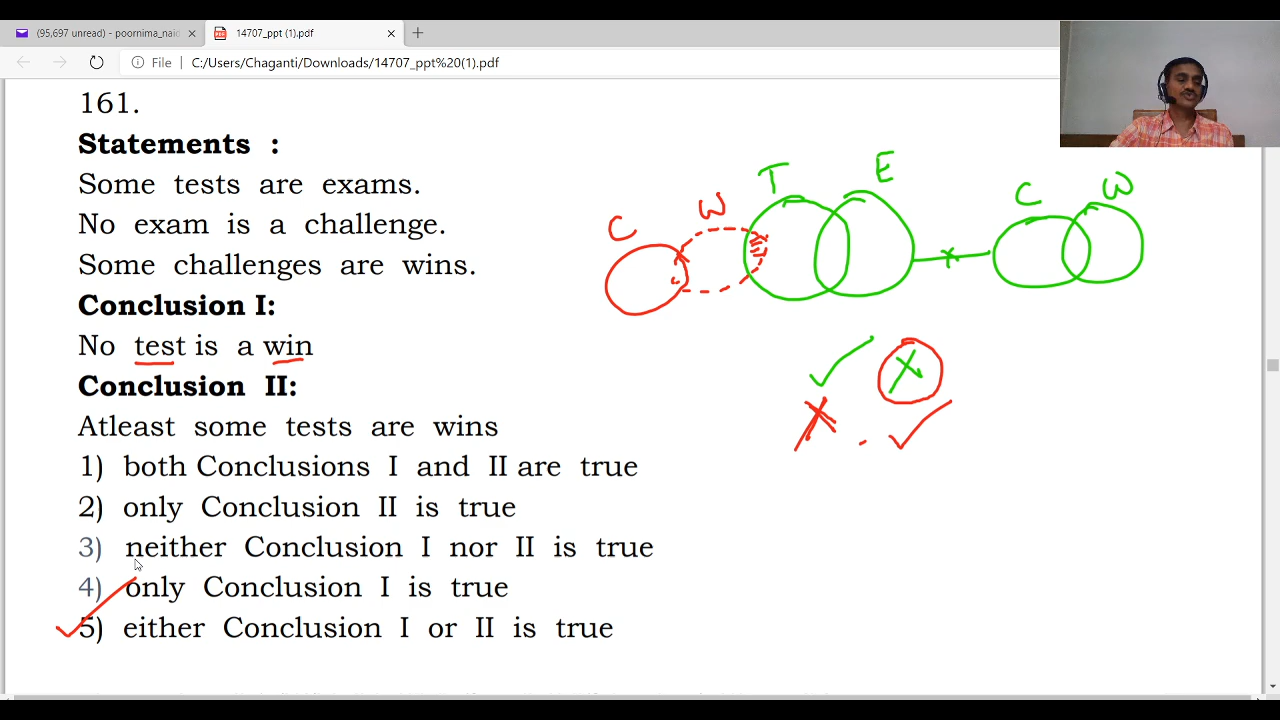 (95,697 unread) - poornima_naid
14707_ppt (1).pdf
File C:/Users/Chaganti/Downloads/14707_ppt%20(1).pdf
161.
Statements :
Some tests are exams.
No exam is a challenge.
Some challenges are wins.
Conclusion I:
No test is a win
Conclusion II:
Atleast some tests are wins
1) both Conclusions I and II are true
2) only Conclusion II is true
3) neither Conclusion I nor II is true
4) only Conclusion I is true
5) either Conclusion I or II is true
C W T E C W